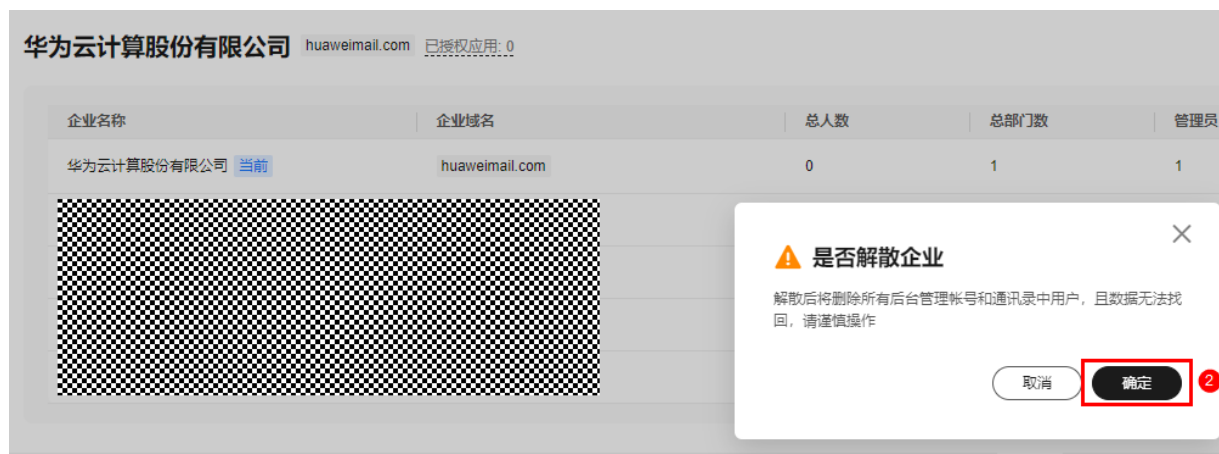 华为云计算股份有限公司 huaweimail.com 已授权应用: 0
企业名称 企业域名 总人数 总部门数 管理员
华为云计算股份有限公司 当前 huaweimail.com 0 1 1
是否解散企业
解散后将删除所有后台管理帐号和通讯录中用户，且数据无法找
回，请谨慎操作
取消 确定 2